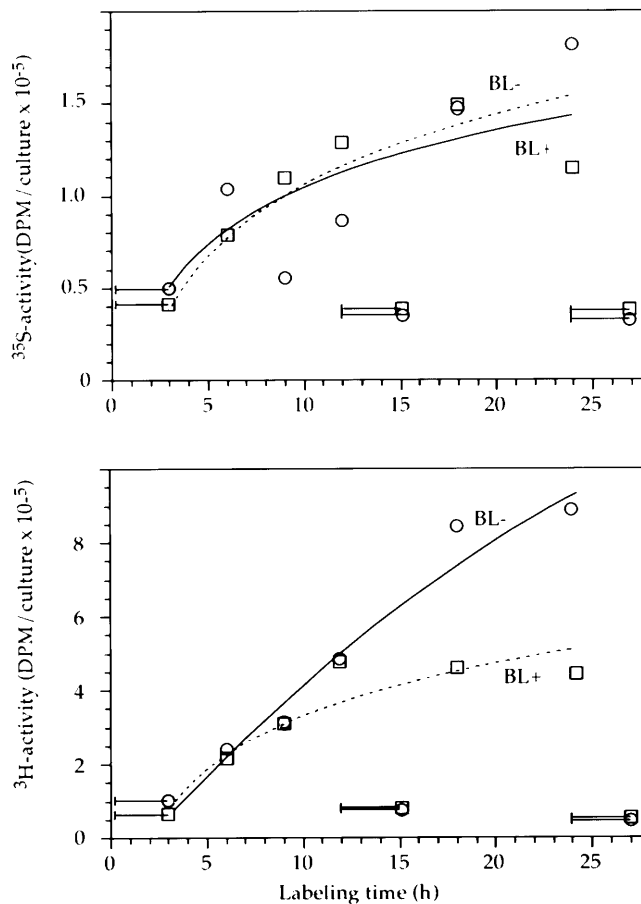 ³⁵S-activity(DPM/culture x 10⁻⁵)
1.5
1.0
0.5
0
BL-
BL+
0 5 10 15 20 25
³H-activity (DPM/culture x 10⁻⁵)
8
6
4
2
0
BL-
BL+
0 5 10 15 20 25
Labeling time (h)